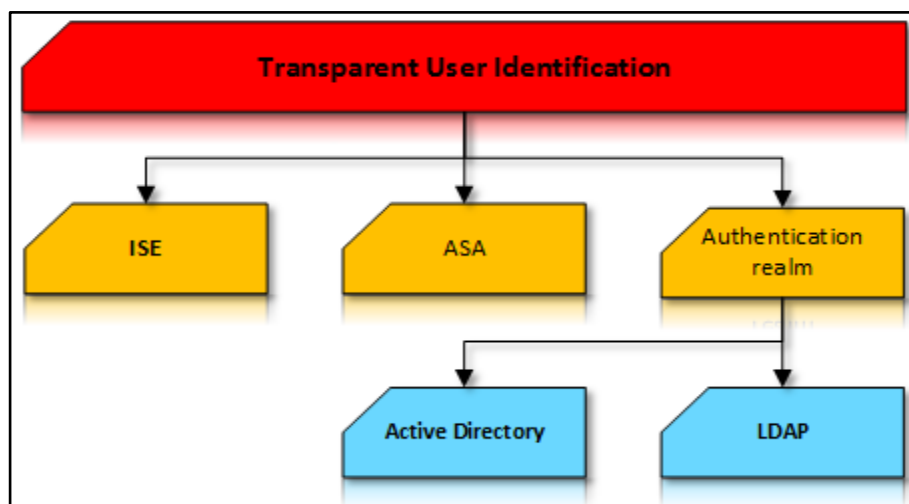 Transparent User Identification
ISE
ASA
Authentication
realm
Active Directory
LDAP